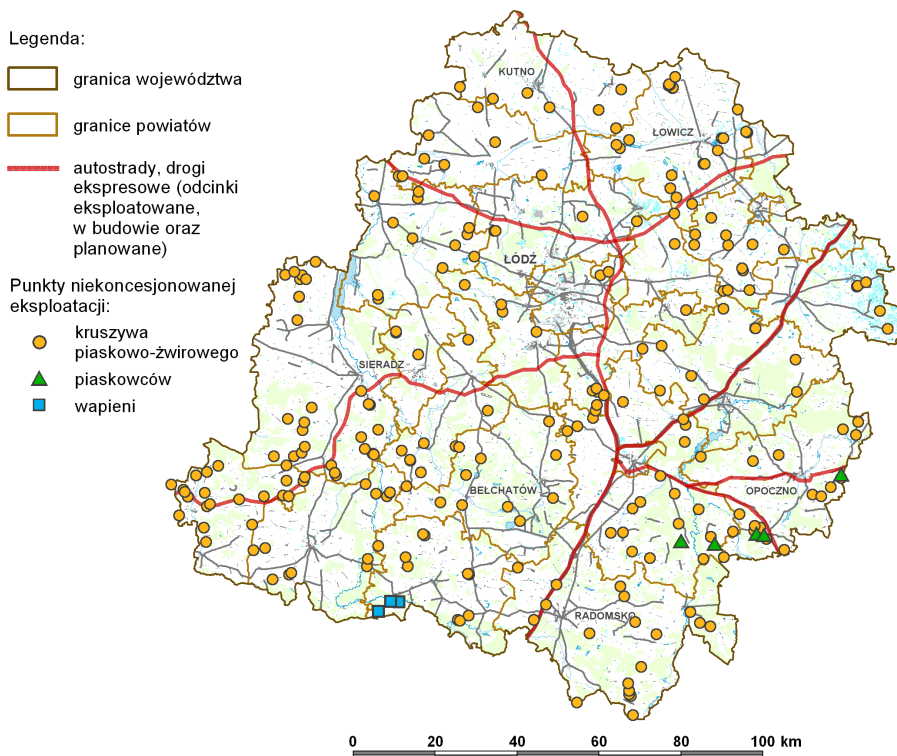 Legenda:
granica województwa
granice powiatów
autostrady, drogi
ekspresowe (odcinki
eksploatowane,
w budowie oraz
planowane)
Punkty niekoncesjonowanej
eksploatacji:
kruszywa
piaskowo-żwirowego
piaskowców
wapieni
KUTNO
ŁOWICZ
ŁÓDŹ
SIERADZ
BEŁCHATÓW
OPOCZNO
RADOMSKO
0 20 40 60 80 100 km